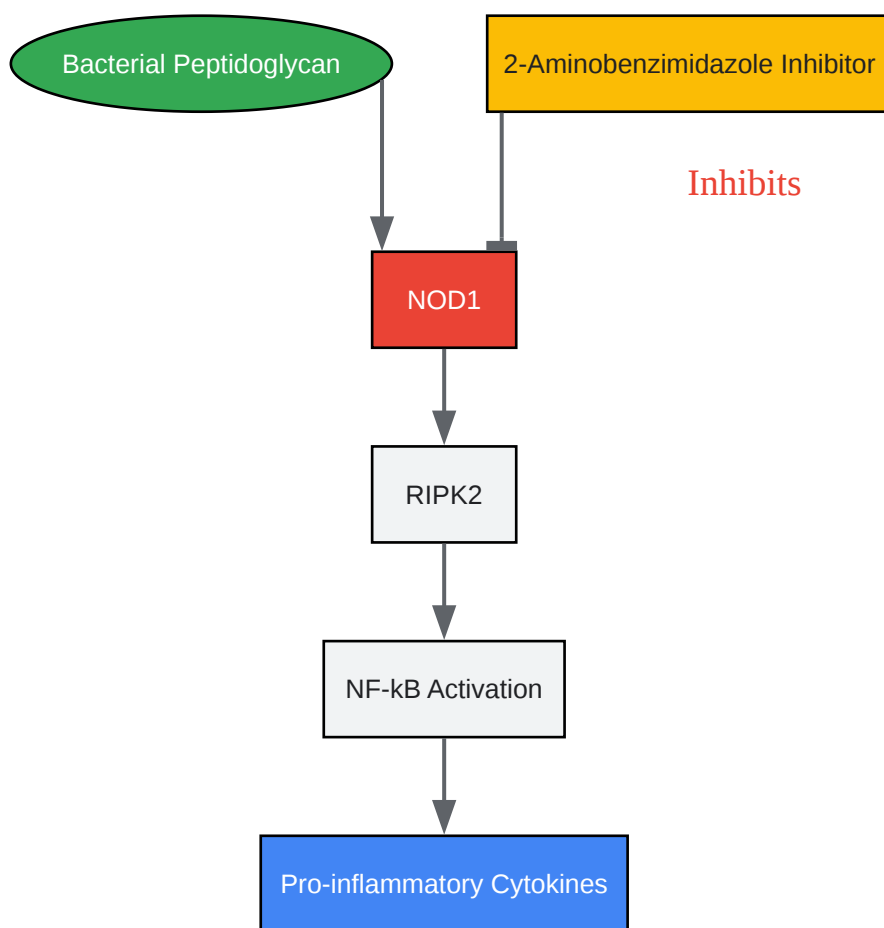 Bacterial Peptidoglycan
2-Aminobenzimidazole Inhibitor
Inhibits
NOD1
RIPK2
NF-kB Activation
Pro-inflammatory Cytokines